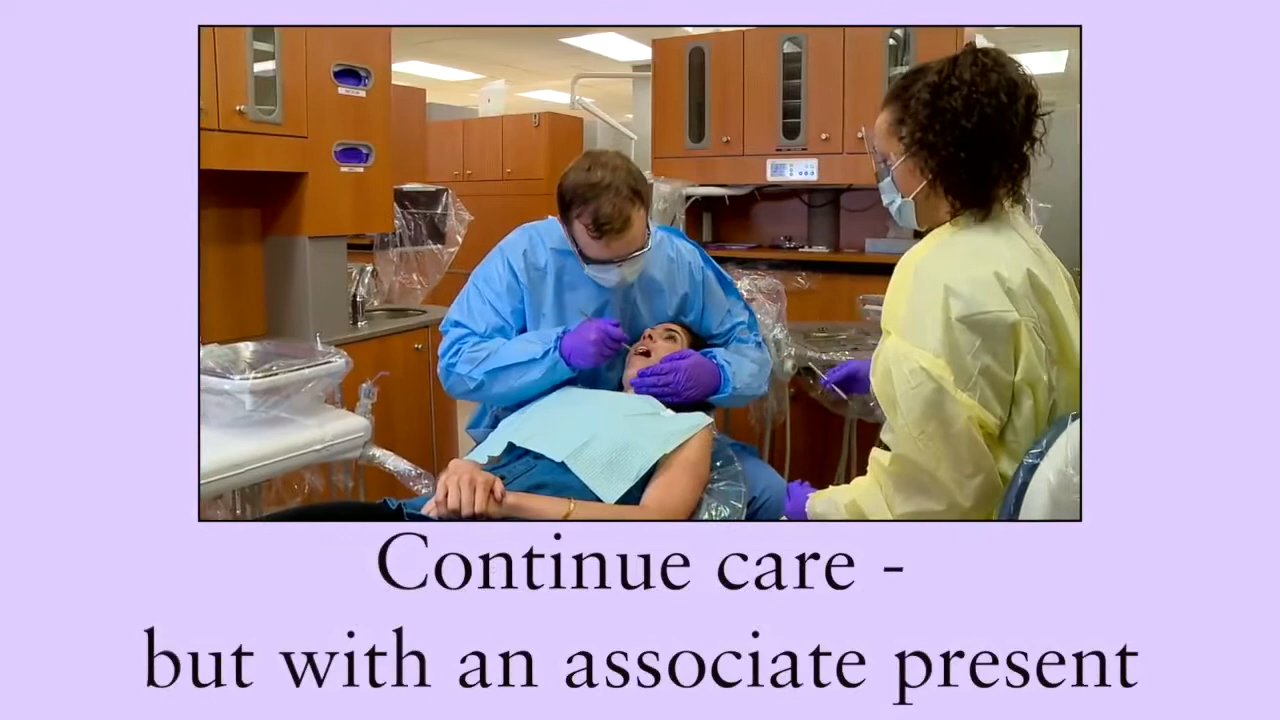 Continue care -
but with an associate present